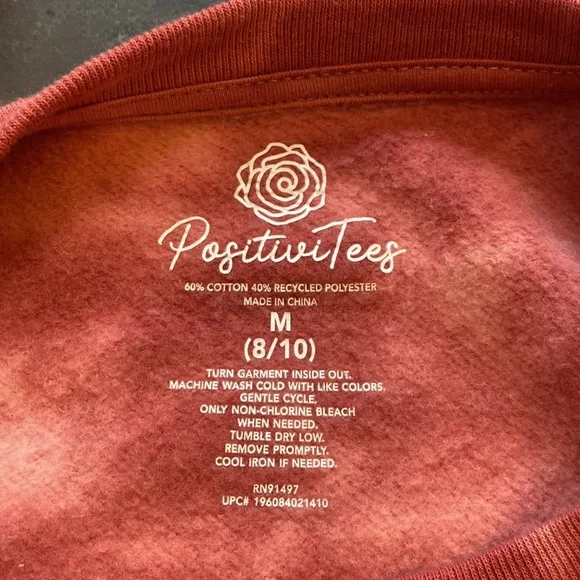 PositiviTees
60% COTTON 40% RECYCLED POLYESTER
MADE IN CHINA
M
(8/10)
TURN GARMENT INSIDE OUT.
MACHINE WASH COLD WITH LIKE COLORS.
GENTLE CYCLE,
ONLY NON-CHLORINE BLEACH
WHEN NEEDED.
TUMBLE DRY LOW.
REMOVE PROMPTLY.
COOL IRON IF NEEDED.
RN91497
UPC# 196084021410